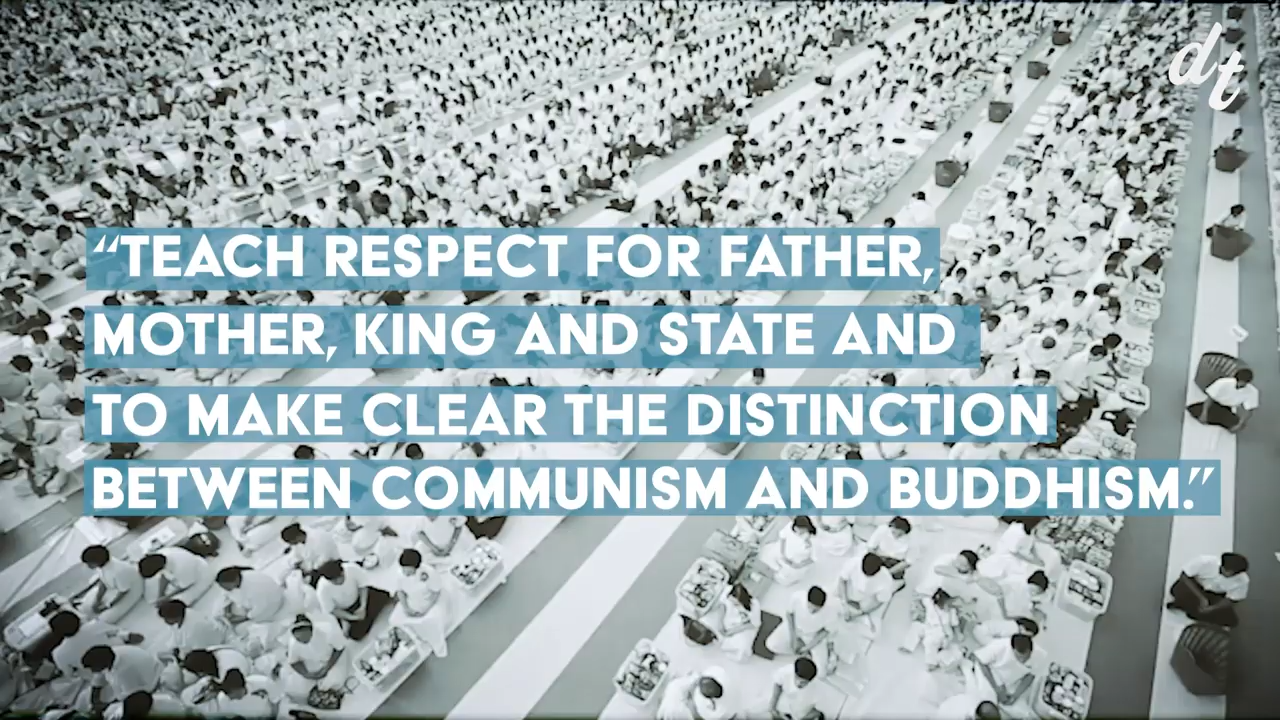 dt
“TEACH RESPECT FOR FATHER,
MOTHER, KING AND STATE AND
TO MAKE CLEAR THE DISTINCTION
BETWEEN COMMUNISM AND BUDDHISM.”